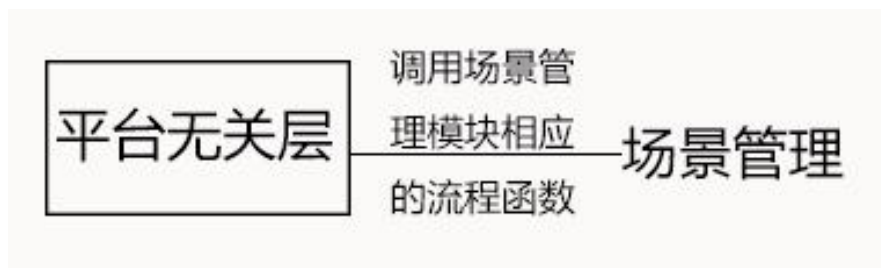 平台无关层
调用场景管
理模块相应
的流程函数
场景管理